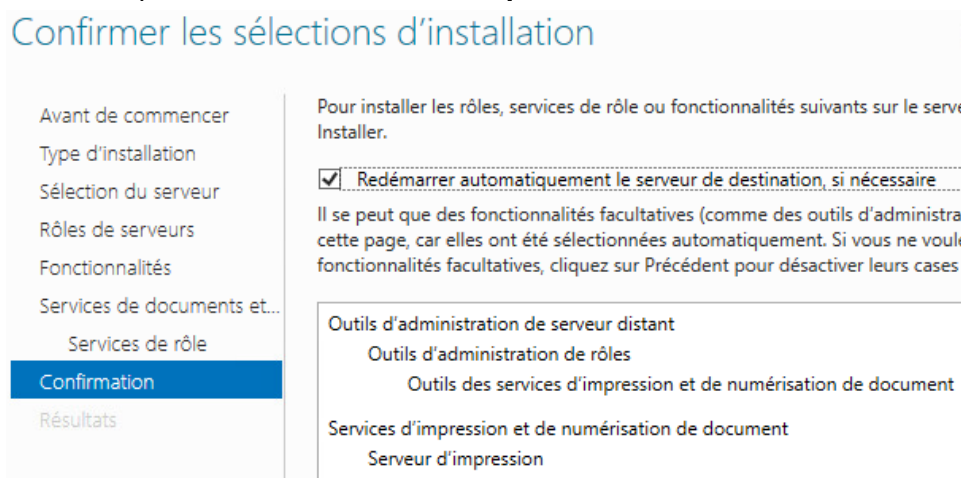 Confirmer les sélections d'installation
Avant de commencer
Type d'installation
Sélection du serveur
Rôles de serveurs
Fonctionnalités
Services de documents et...
Services de rôle
Confirmation
Résultats
Pour installer les rôles, services de rôle ou fonctionnalités suivants sur le
Installer.
Redémarrer automatiquement le serveur de destination, si nécessaire
Il se peut que des fonctionnalités facultatives (comme des outils
cette page, car elles ont été sélectionnées automatiquement. Si vous ne
fonctionnalités facultatives, cliquez sur Précédent pour désactiver leurs cases
Outils d'administration de serveur distant
Outils d'administration de rôles
Outils des services d'impression et de numérisation de document
Services d'impression et de numérisation de document
Serveur d'impression